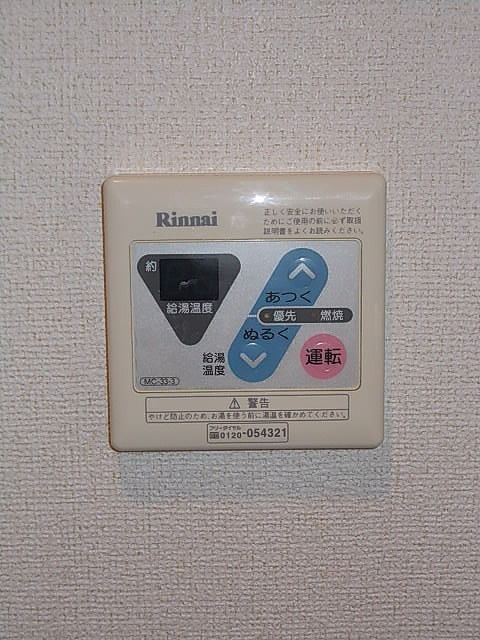 Rinnai
正しく安全にお使いいただく
ためにご使用の前に必ず取扱
説明書をよくお読みください。
約
給湯温度
あつく
優先 燃焼
ぬるく
給湯
温度
運転
MC-33-3
⚠ 警告
やけど防止のため、お湯を使う前に湯温を確かめてください。
フリーダイヤル
0120-054321